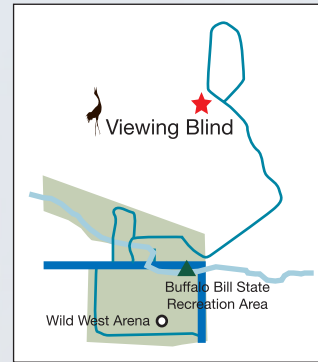 Viewing Blind
Buffalo Bill State
Recreation Area
Wild West Arena